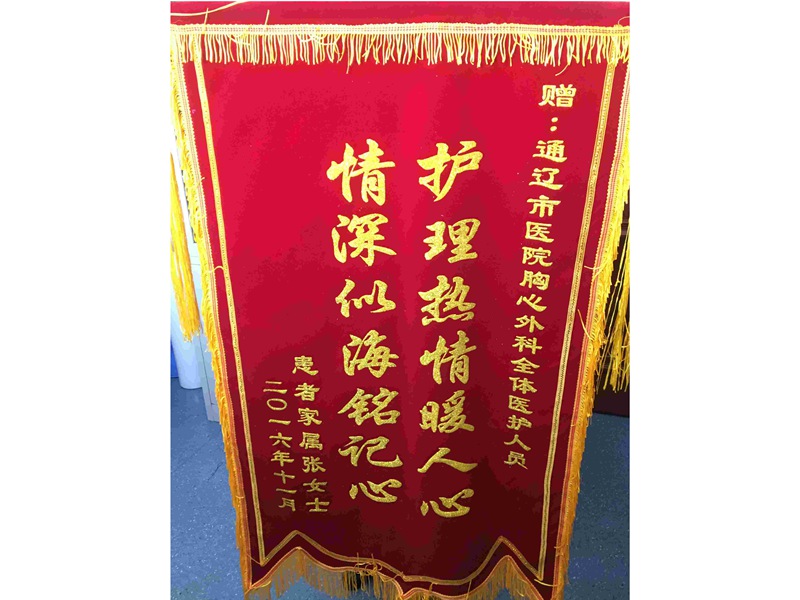 赠：通辽市医院胸心外科全体医护人员
护理热情暖人心
情深似海铭记心
患者家属张女士
二〇一六年十一月